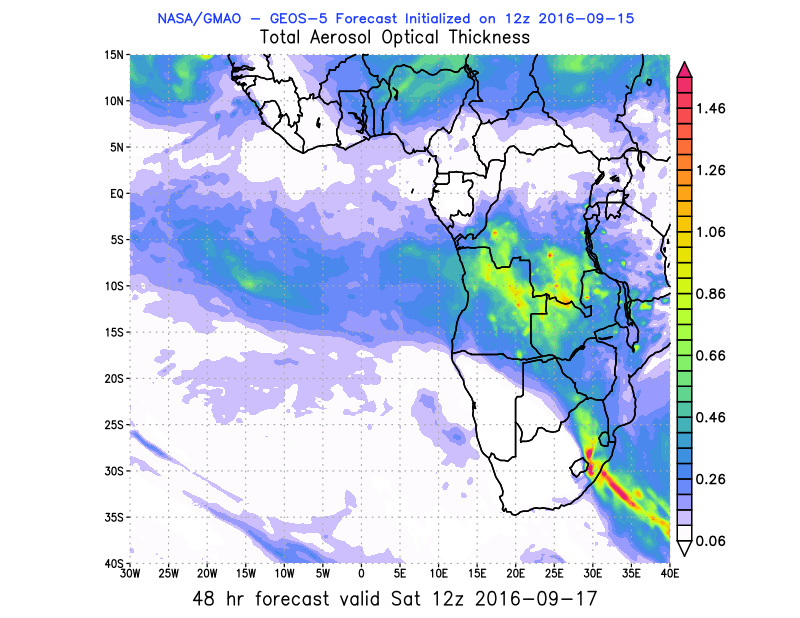 NASA/GMAO - GEOS-5 Forecast Initialized on 12z 2016-09-15
Total Aerosol Optical Thickness
15N
10N
5N
EQ
5S
10S
15S
20S
25S
30S
35S
40S
30W 25W 20W 15W 10W 5W 0 5E 10E 15E 20E 25E 30E 35E 40E
1.46
1.26
1.06
0.86
0.66
0.46
0.26
0.06
48 hr forecast valid Sat 12z 2016-09-17